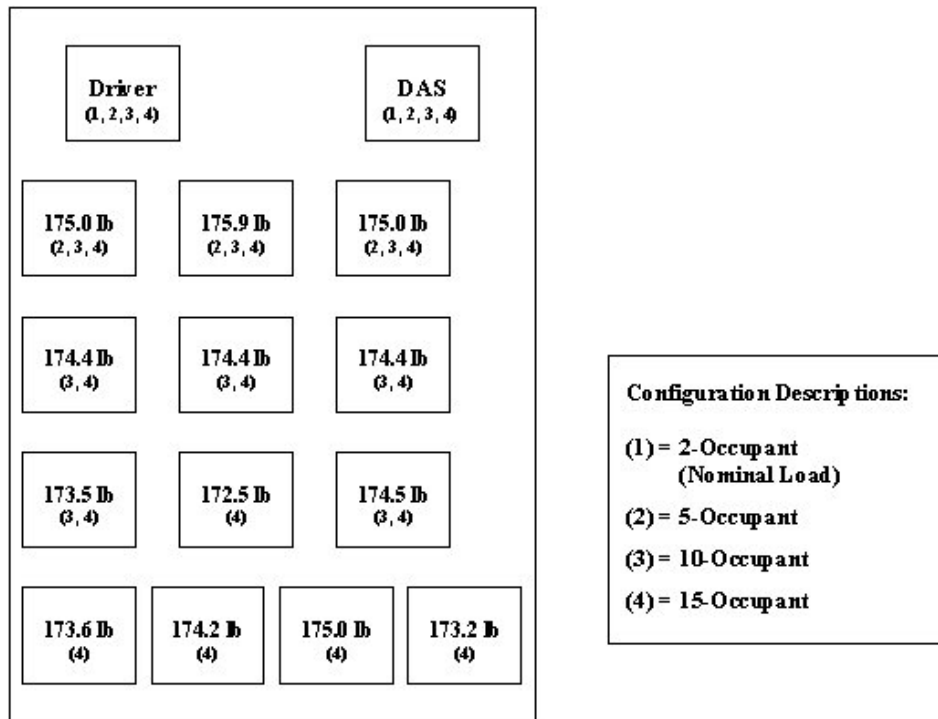 Driver
(1, 2, 3, 4)
DAS
(1, 2, 3, 4)
175.0 lb
(2, 3, 4)
175.9 lb
(2, 3, 4)
175.0 lb
(2, 3, 4)
174.4 lb
(3, 4)
174.4 lb
(3, 4)
174.4 lb
(3, 4)
173.5 lb
(3, 4)
172.5 lb
(4)
174.5 lb
(3, 4)
173.6 lb
(4)
174.2 lb
(4)
175.0 lb
(4)
173.2 lb
(4)
Configuration Descriptions:
(1) = 2-Occupant
(Nominal Load)
(2) = 5-Occupant
(3) = 10-Occupant
(4) = 15-Occupant